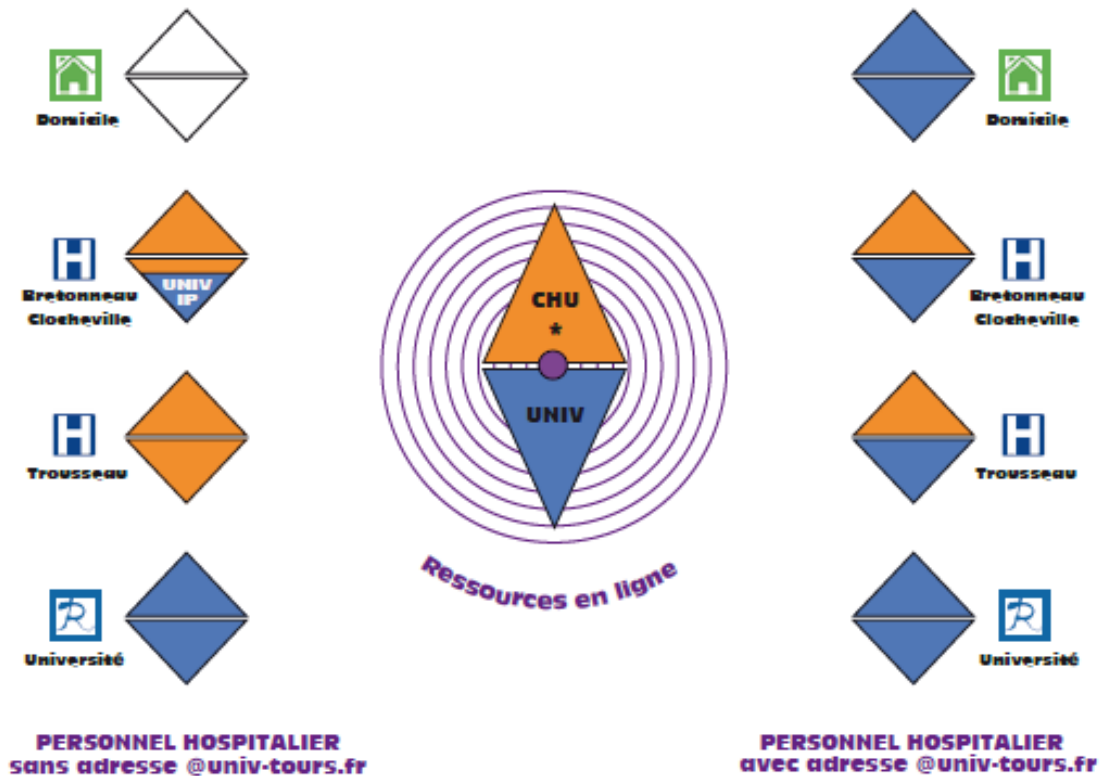 Domicile
Domicile
UNIV
IP
Bretonneau
Clocheville
CHU
*
Bretonneau
Clocheville
UNIV
Trousseau
Trousseau
Ressources en ligne
R
Université
R
Université
PERSONNEL HOSPITALIER
sans adresse @univ-tours.fr
PERSONNEL HOSPITALIER
avec adresse @univ-tours.fr